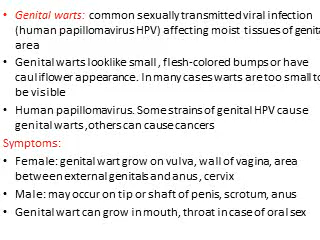 • Genital warts: common sexually transmitted viral infection
(human papillomavirus HPV) affecting moist tissues of genita
area
• Genital warts look like small, flesh-colored bumps or have
cauliflower appearance. In many cases warts are too small to
be visible
• Human papillomavirus. Some strains of genital HPV cause
genital warts, others can cause cancers
Symptoms:
• Female: genital wart grow on vulva, wall of vagina, area
between external genitals and anus, cervix
• Male: may occur on tip or shaft of penis, scrotum, anus
• Genital wart can grow in mouth, throat in case of oral sex